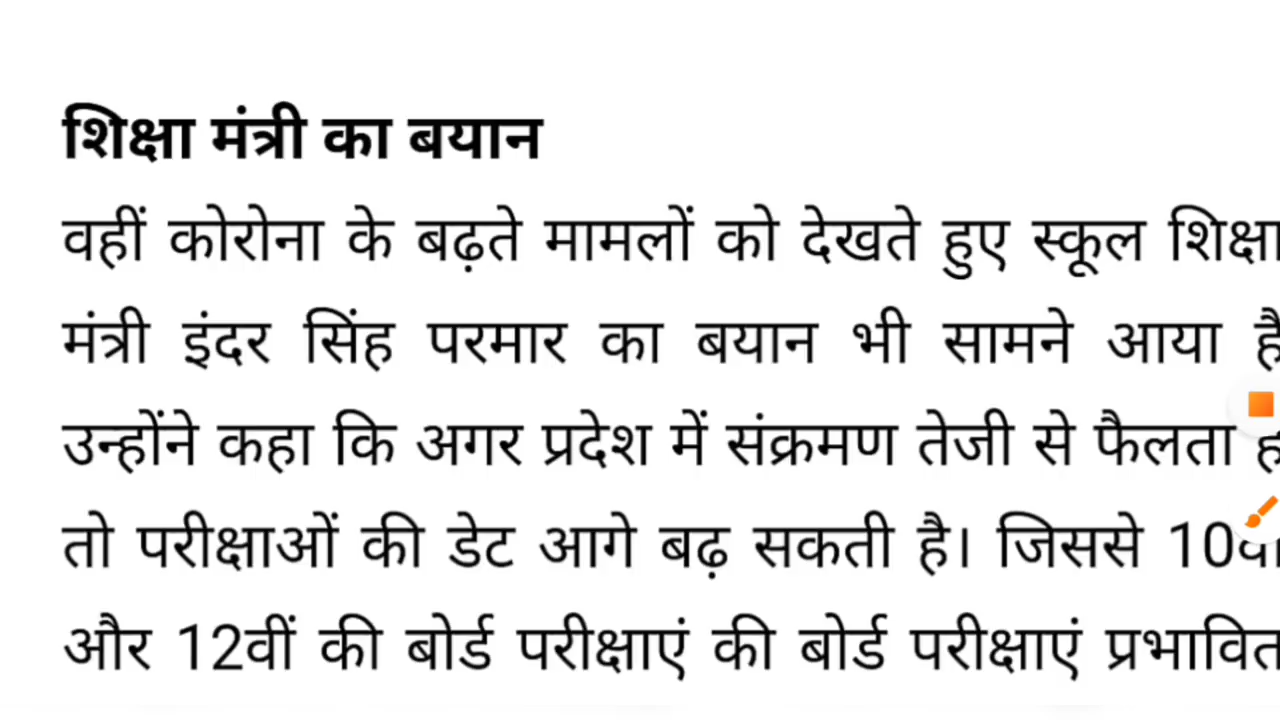 शिक्षा मंत्री का बयान
वहीं कोरोना के बढ़ते मामलों को देखते हुए स्कूल शिक्षा
मंत्री इंदर सिंह परमार का बयान भी सामने आया है
उन्होंने कहा कि अगर प्रदेश में संक्रमण तेजी से फैलता
तो परीक्षाओं की डेट आगे बढ़ सकती है। जिससे
और 12वीं की बोर्ड परीक्षाएं की बोर्ड परीक्षाएं प्रभावित